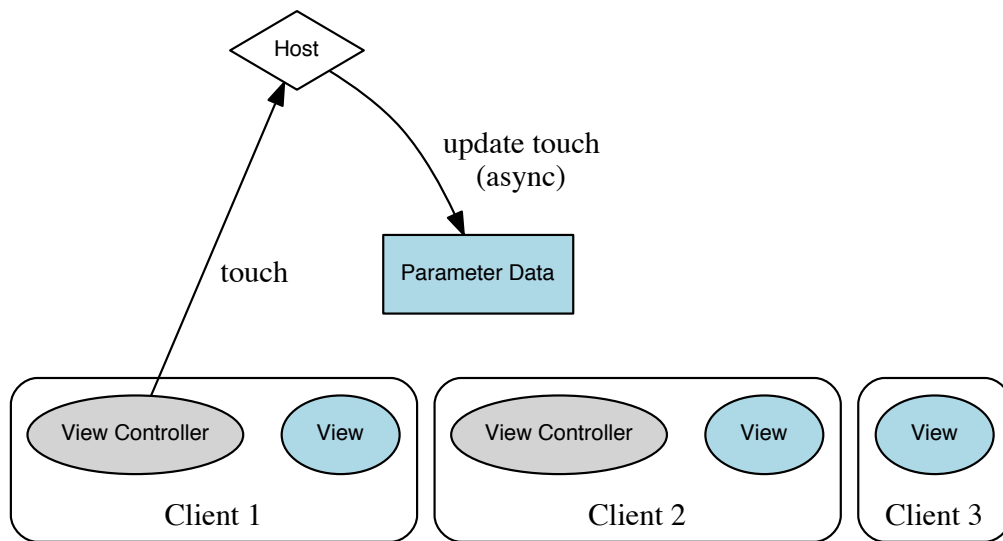 Host
update touch
(async)
Parameter Data
touch
View Controller
View
View Controller
View
View
Client 1
Client 2
Client 3